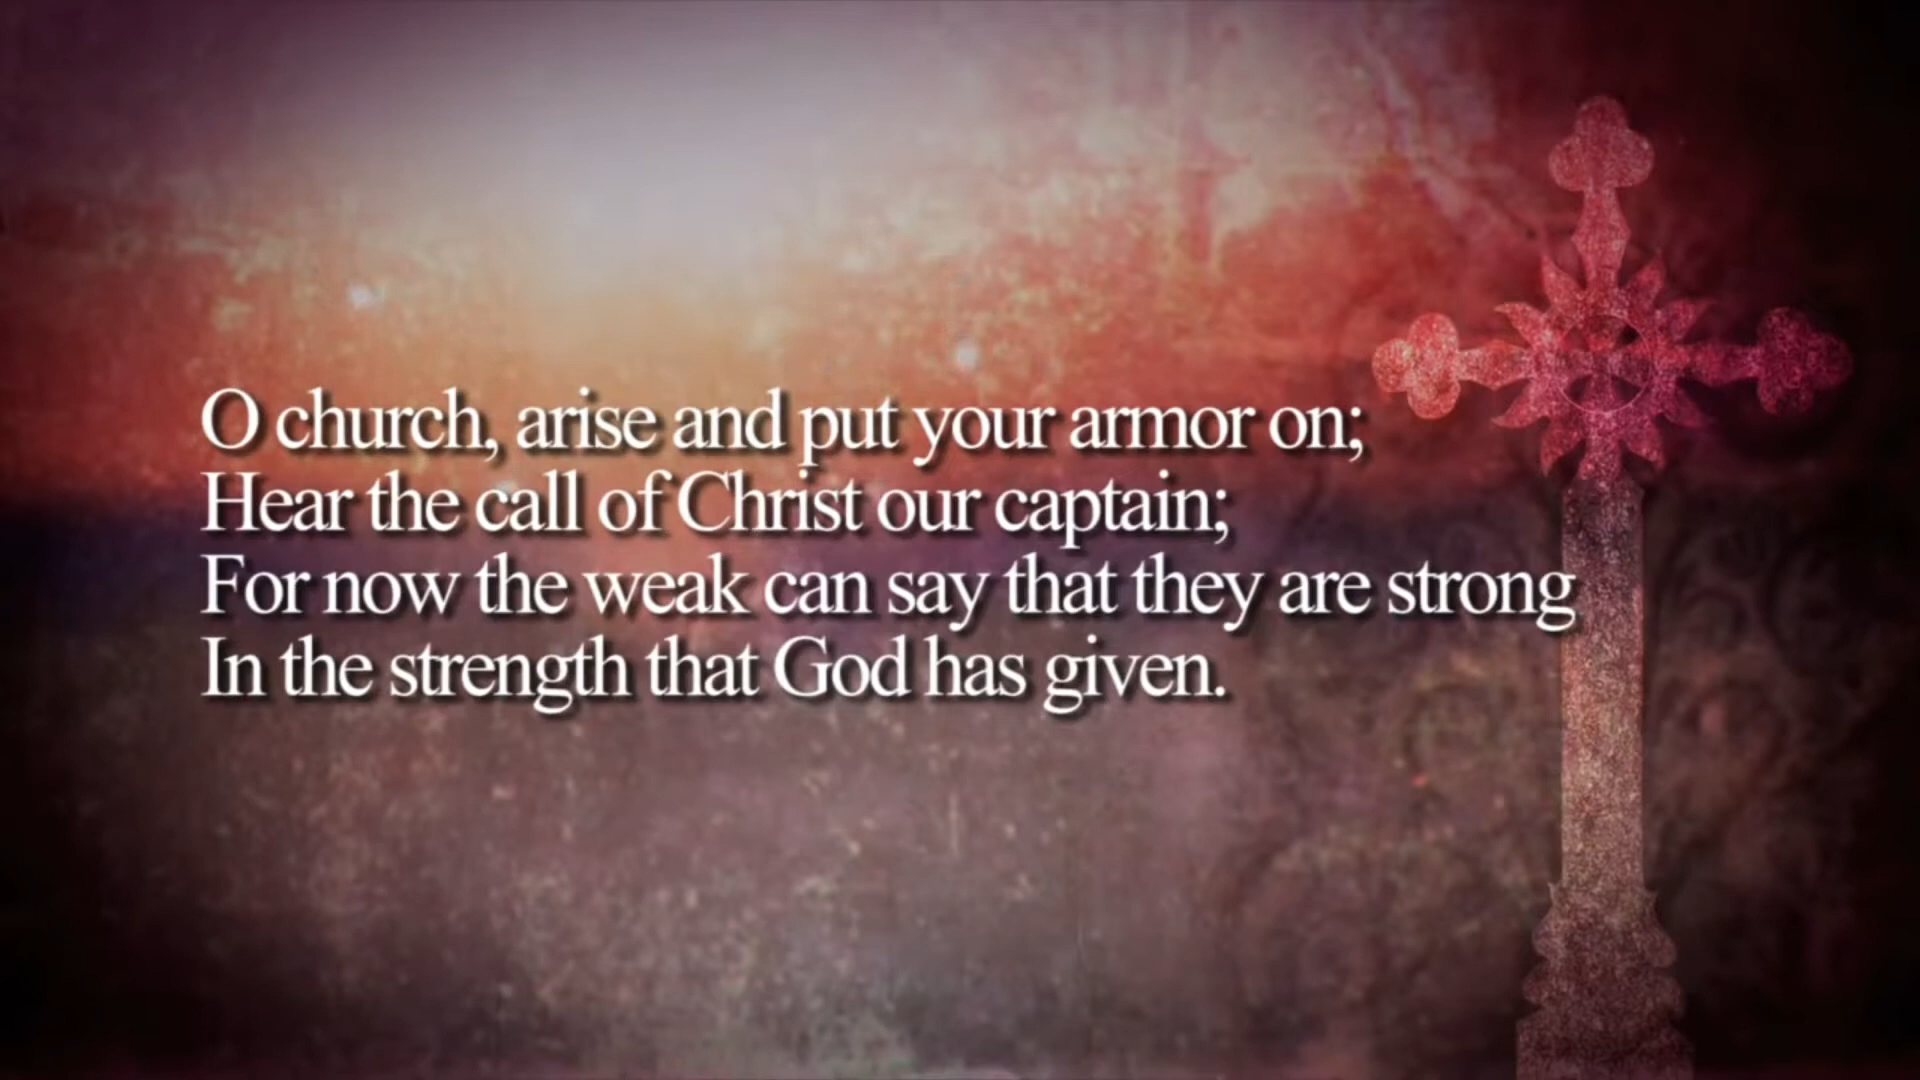 O church, arise and put your armor on;
Hear the call of Christ our captain;
For now the weak can say that they are strong
In the strength that God has given.